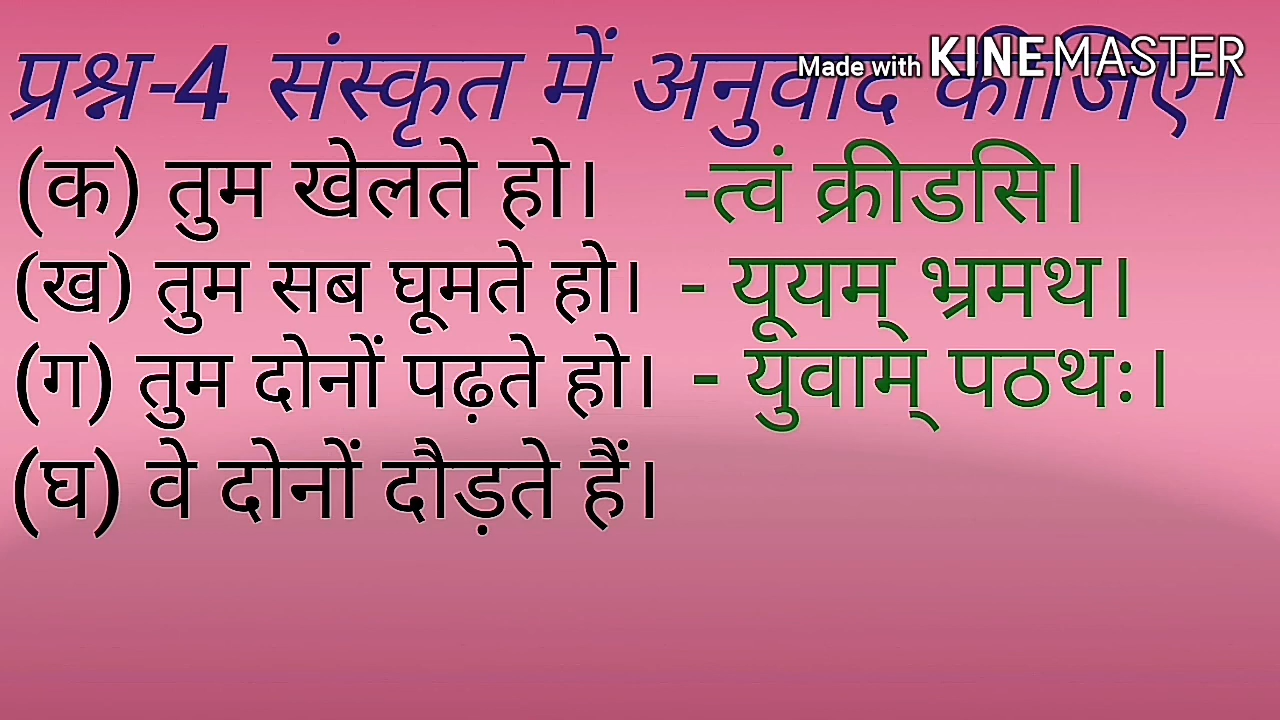 प्रश्न-4 संस्कृत में अनुवाद कीजिए।
Made with KINEMASTER
(क) तुम खेलते हो। -त्वं क्रीडसि।
(ख) तुम सब घूमते हो। - यूयम् भ्रमथ।
(ग) तुम दोनों पढ़ते हो। - युवाम् पठथः।
(घ) वे दोनों दौड़ते हैं।